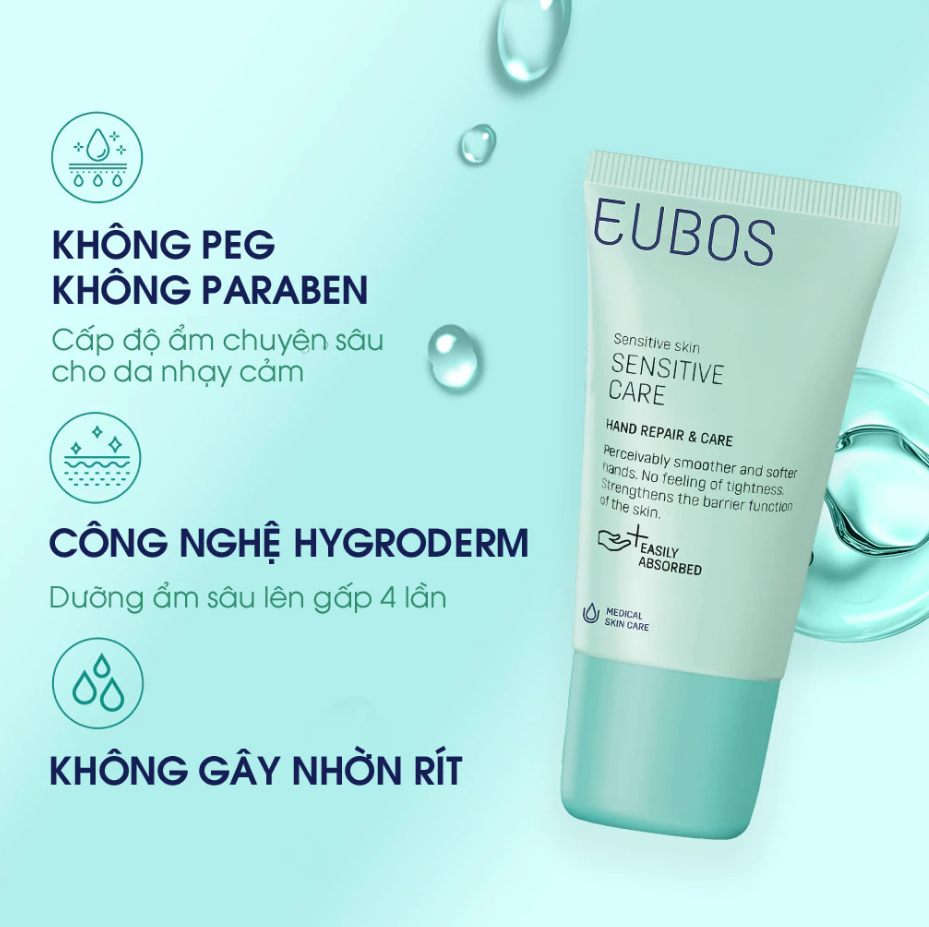 KHÔNG PEG
KHÔNG PARABEN
Cấp độ ẩm chuyên sâu
cho da nhạy cảm
CÔNG NGHỆ HYGRODERM
Dưỡng ẩm sâu lên gấp 4 lần
KHÔNG GÂY NHỜN RÍT
EUBOS
Sensitive skin
SENSITIVE
CARE
HAND REPAIR & CARE
Perceivably smoother and softer
hands. No feeling of tightness.
Strengthens the barrier function
of the skin.
EASILY
ABSORBED
MEDICAL
SKIN CARE